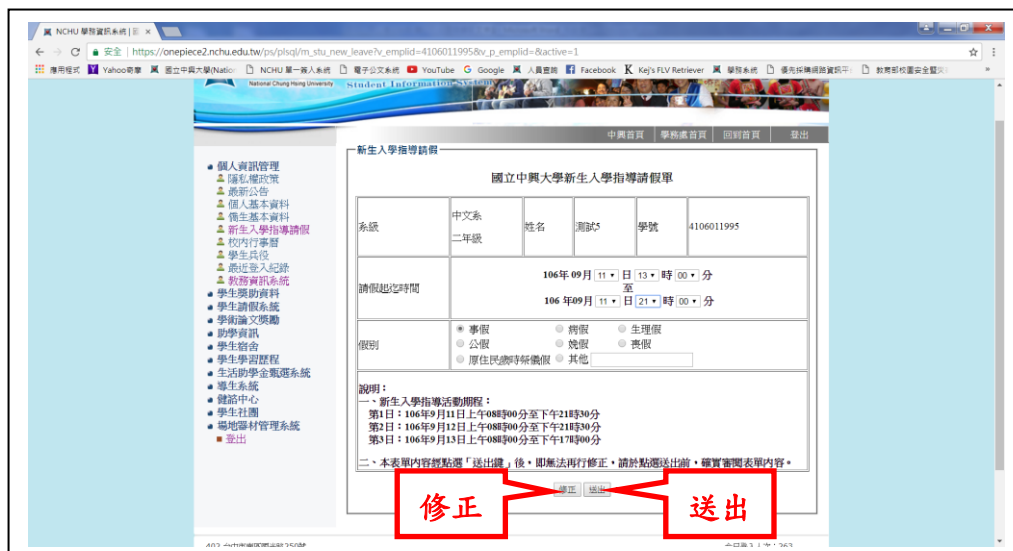 NCHU 學務資訊系統 | 國 ×
安全 | https://onepiece2.nchu.edu.tw/ps/plsql/m_stu_new_leave?v_emplid=4106011995&v_p_emplid=&active=1
應用程式 Yahoo奇摩 國立中興大學(Natio NCHU 單一簽入系統 電子公文系統 YouTube Google 人員查詢 Facebook Kej's FLV Retriever 學務系統 優先採購網路資訊平 教育部校園安全暨災
National Chung Hsing University Student Information System
中興首頁 學務處首頁 回到首頁 登出
個人資訊管理
隱私權政策
最新公告
個人基本資料
僑生基本資料
新生入學指導請假
校內行事曆
學生兵役
最近登入紀錄
教務資訊系統
學生獎助資料
學生請假系統
學術論文獎勵
助學資訊
學生宿舍
學生學習歷程
生活助學金甄選系統
導生系統
健諮中心
學生社團
場地器材管理系統
登出
新生入學指導請假
國立中興大學新生入學指導請假單
系級 中文系 二年級 姓名 測試5 學號 4106011995
請假起迄時間 106年 09月 11 日 13 時 00 分
至
106 年09月 11 日 21 時 00 分
假別 事假 病假 生理假
公假 娩假 喪假
原住民歲時祭儀假 其他
說明：
一、新生入學指導活動期程：
第1日：106年9月11日上午08時00分至下午21時30分
第2日：106年9月12日上午08時00分至下午21時30分
第3日：106年9月13日上午08時00分至下午17時00分
二、本表單內容經點選「送出鍵」後，即無法再行修正，請於點選送出前，確實審閱表單內容。
修正 送出
修正 送出